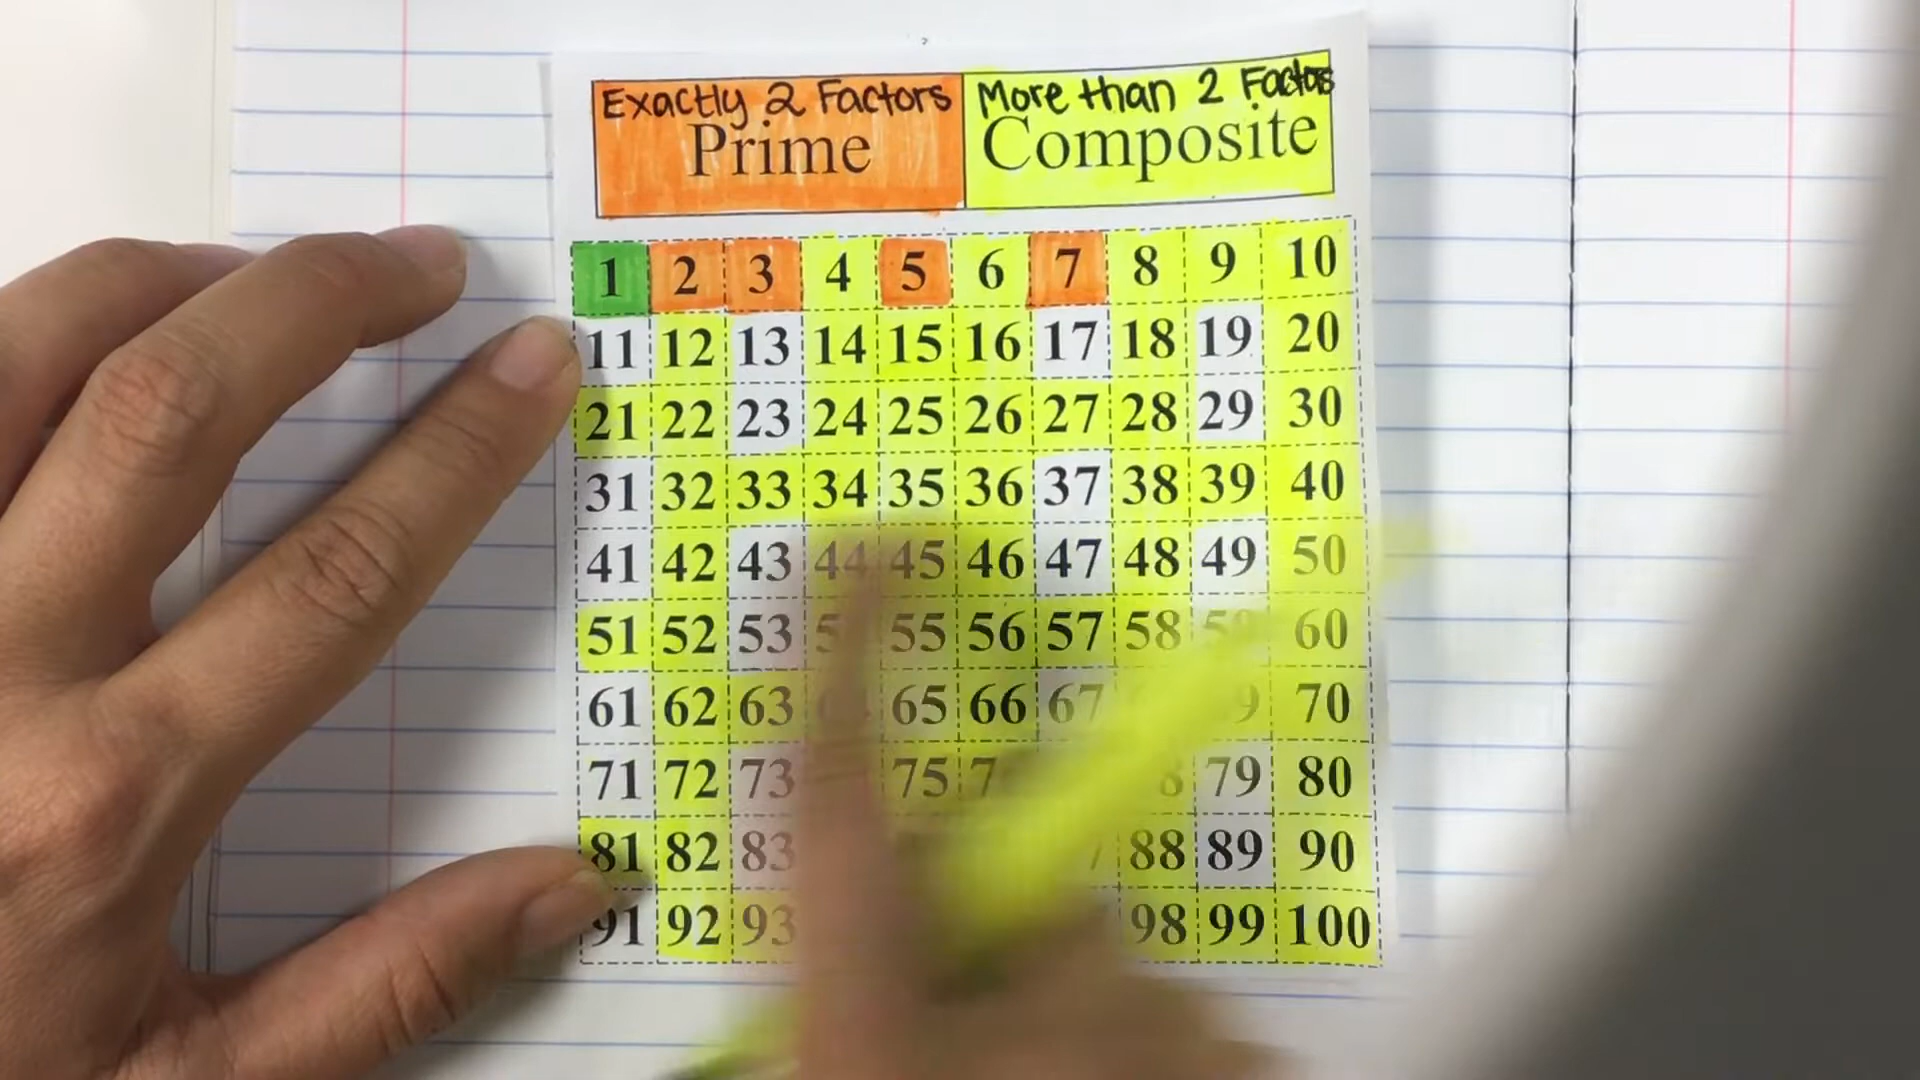 Exactly 2 Factors More than 2 Factors
Prime Composite
1 2 3 4 5 6 7 8 9 10
11 12 13 14 15 16 17 18 19 20
21 22 23 24 25 26 27 28 29 30
31 32 33 34 35 36 37 38 39 40
41 42 43 44 45 46 47 48 49 50
51 52 53 55 56 57 58 60
61 62 63 65 66 67 70
71 72 73 75 79 80
81 82 83 88 89 90
91 92 93 98 99 100